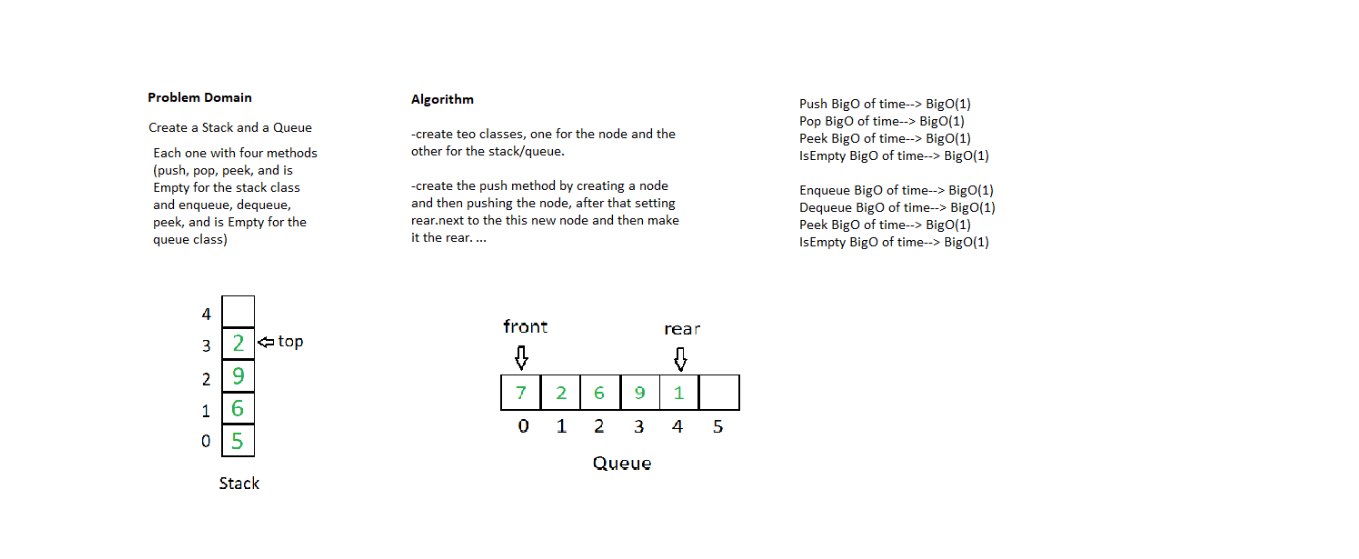 Problem Domain
Create a Stack and a Queue
Each one with four methods
(push, pop, peek, and is
Empty for the stack class
and enqueue, dequeue,
peek, and is Empty for the
queue class)
Algorithm
-create teo classes, one for the node and the
other for the stack/queue.
-create the push method by creating a node
and then pushing the node, after that setting
rear.next to the this new node and then make
it the rear. ...
Push BigO of time--> BigO(1)
Pop BigO of time--> BigO(1)
Peek BigO of time--> BigO(1)
IsEmpty BigO of time--> BigO(1)
Enqueue BigO of time--> BigO(1)
Dequeue BigO of time--> BigO(1)
Peek BigO of time--> BigO(1)
IsEmpty BigO of time--> BigO(1)
4
3 2 top
2 9
1 6
0 5
Stack
front rear
7 2 6 9 1
0 1 2 3 4 5
Queue